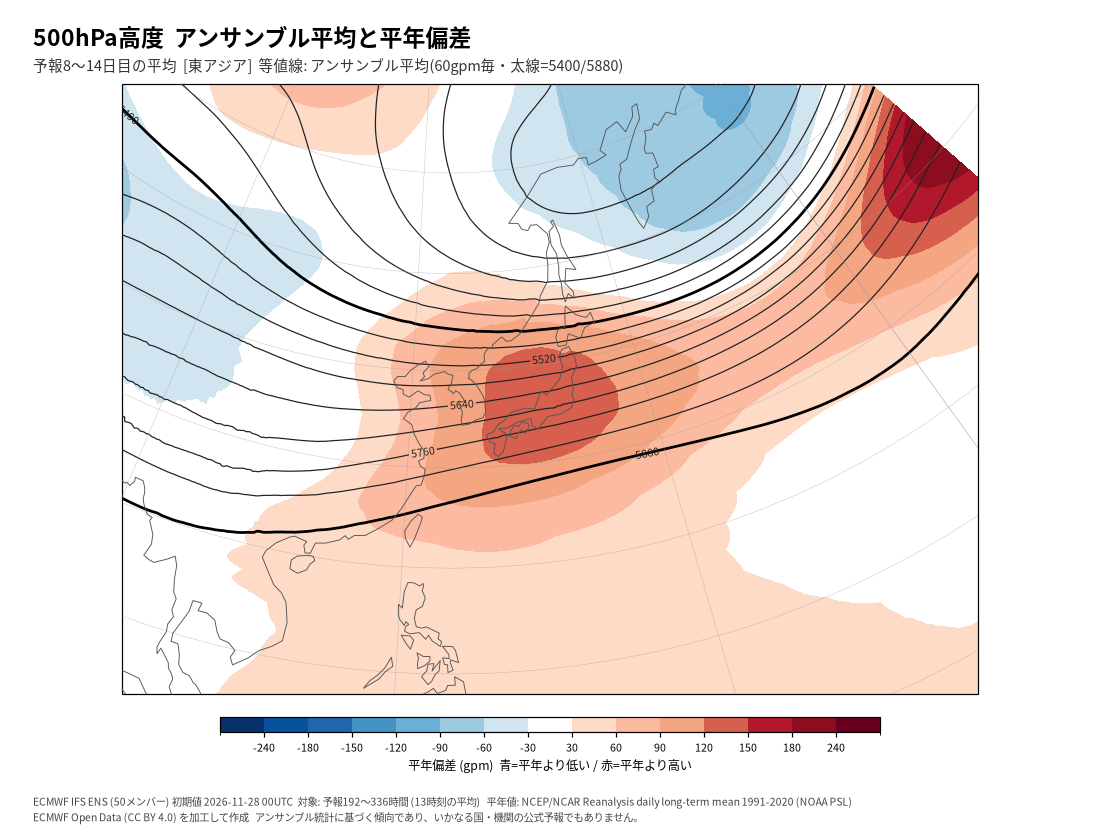 500hPa高度 アンサンブル平均と平年偏差
予報8～14日目の平均 [東アジア] 等値線: アンサンブル平均(60gpm毎・太線=5400/5880)
5520
5640
5760
5880
-240 -180 -150 -120 -90 -60 -30 30 60 90 120 150 180 240
平年偏差 (gpm) 青=平年より低い / 赤=平年より高い
ECMWF IFS ENS (50メンバー) 初期値 2026-11-28 00UTC 対象: 予報192～336時間 (13時刻の平均) 平年値: NCEP/NCAR Reanalysis daily long-term mean 1991-2020 (NOAA PSL)
ECMWF Open Data (CC BY 4.0) を加工して作成 アンサンブル統計に基づく傾向であり、いかなる国・機関の公式予報でもありません。